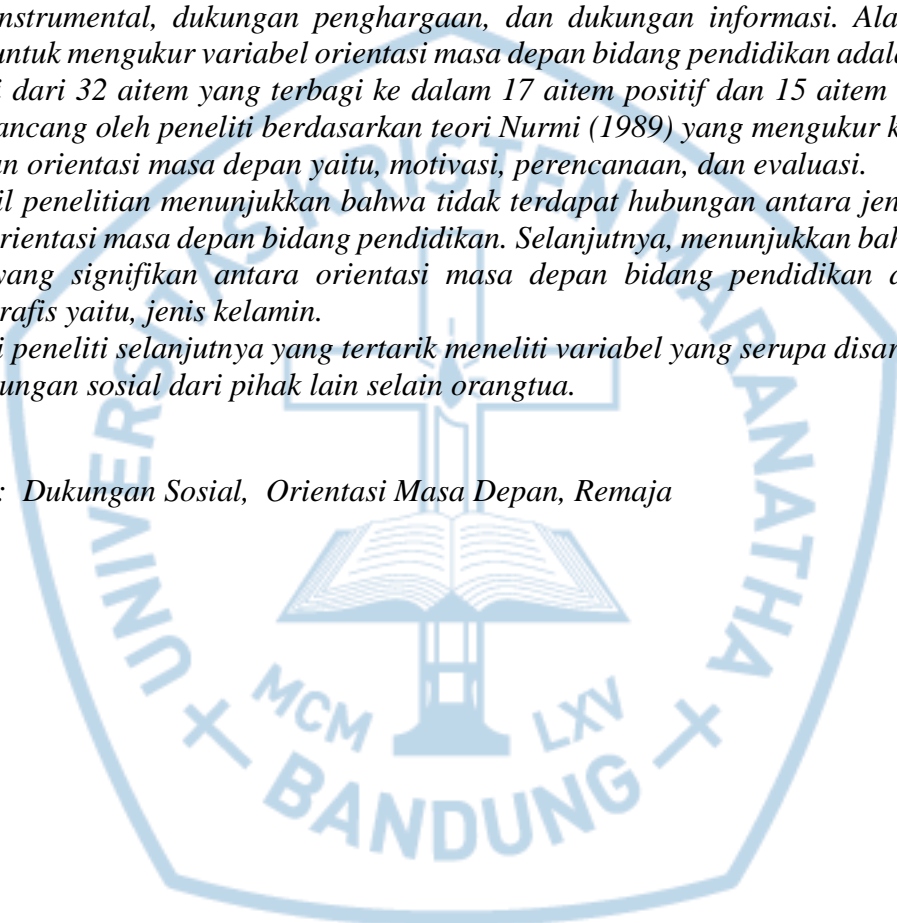 nstrumental, dukungan penghargaan, dan dukungan informasi. Ala
untuk mengukur variabel orientasi masa depan bidang pendidikan adala
i dari 32 aitem yang terbagi ke dalam 17 aitem positif dan 15 aitem
ancang oleh peneliti berdasarkan teori Nurmi (1989) yang mengukur k
an orientasi masa depan yaitu, motivasi, perencanaan, dan evaluasi.
il penelitian menunjukkan bahwa tidak terdapat hubungan antara jen
orientasi masa depan bidang pendidikan. Selanjutnya, menunjukkan bah
yang signifikan antara orientasi masa depan bidang pendidikan d
rafis yaitu, jenis kelamin.
i peneliti selanjutnya yang tertarik meneliti variabel yang serupa disar
ungan sosial dari pihak lain selain orangtua.
: Dukungan Sosial, Orientasi Masa Depan, Remaja
UNIVERSITAS KRISTEN MARANATHA
MCM LXV
BANDUNG